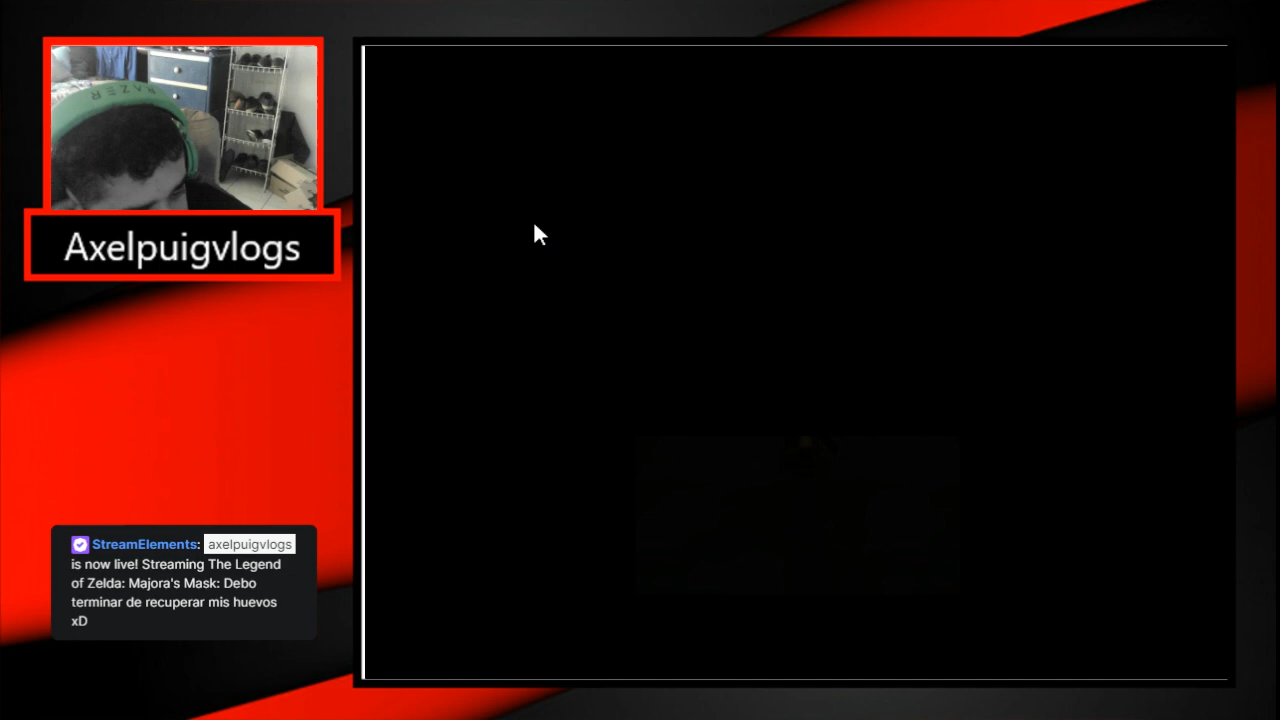 RAZER
Axelpuigvlogs
StreamElements: axelpuigvlogs
is now live! Streaming The Legend
of Zelda: Majora's Mask: Debo
terminar de recuperar mis huevos
xD